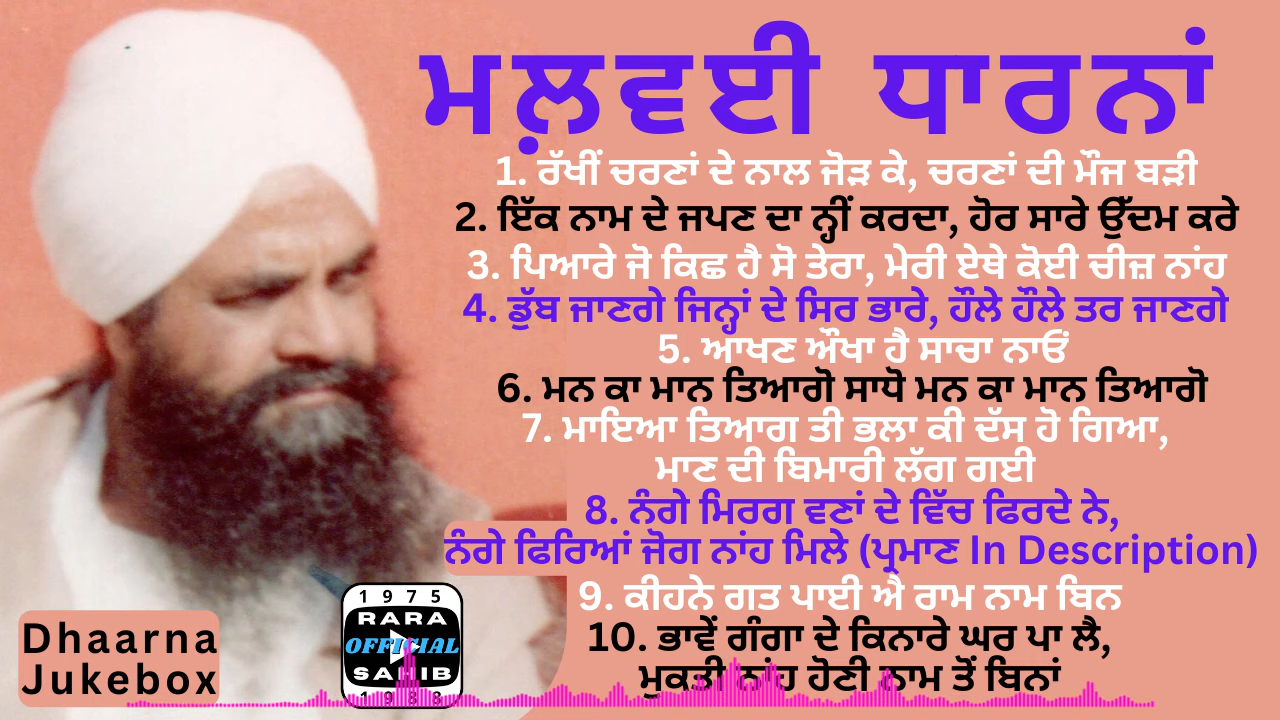 ਮਲ਼ਵਈ ਧਾਰਨਾਂ
1. ਰੱਖੀਂ ਚਰਣਾਂ ਦੇ ਨਾਲ ਜੋੜ ਕੇ, ਚਰਣਾਂ ਦੀ ਮੌਜ ਬੜੀ
2. ਇੱਕ ਨਾਮ ਦੇ ਜਪਣ ਦਾ ਨ੍ਹੀਂ ਕਰਦਾ, ਹੋਰ ਸਾਰੇ ਉੱਦਮ ਕਰੇ
3. ਪਿਆਰੇ ਜੋ ਕਿਛ ਹੈ ਸੋ ਤੇਰਾ, ਮੇਰੀ ਏਥੇ ਕੋਈ ਚੀਜ਼ ਨਾਂਹ
4. ਡੁੱਬ ਜਾਣਗੇ ਜਿਨ੍ਹਾਂ ਦੇ ਸਿਰ ਭਾਰੇ, ਹੌਲੇ ਹੌਲੇ ਤਰ ਜਾਣਗੇ
5. ਆਖਣ ਔਖਾ ਹੈ ਸਾਚਾ ਨਾਓਂ
6. ਮਨ ਕਾ ਮਾਨ ਤਿਆਗੋ ਸਾਧੋ ਮਨ ਕਾ ਮਾਨ ਤਿਆਗੋ
7. ਮਾਇਆ ਤਿਆਗ ਤੀ ਭਲਾ ਕੀ ਦੱਸ ਹੋ ਗਿਆ,
ਮਾਣ ਦੀ ਬਿਮਾਰੀ ਲੱਗ ਗਈ
8. ਨੰਗੇ ਮਿਰਗ ਵਣਾਂ ਦੇ ਵਿੱਚ ਫਿਰਦੇ ਨੇ,
ਨੰਗੇ ਫਿਰਿਆਂ ਜੋਗ ਨਾਂਹ ਮਿਲੇ (ਪ੍ਰਮਾਣ In Description)
9. ਕੀਹਨੇ ਗਤ ਪਾਈ ਐ ਰਾਮ ਨਾਮ ਬਿਨ
10. ਭਾਵੇਂ ਗੰਗਾ ਦੇ ਕਿਨਾਰੇ ਘਰ ਪਾ ਲੈ,
ਮੁਕਤੀ ਨਾਂਹ ਹੋਣੀ ਨਾਮ ਤੋਂ ਬਿਨਾਂ
Dhaarna
Jukebox
1975
RARA
OFFICIAL
SAHIB
1988